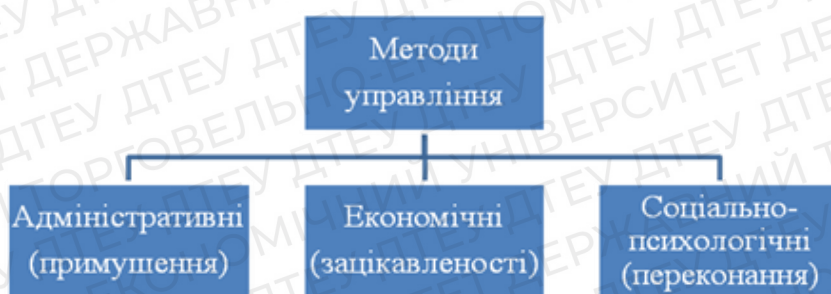 Методи
управління
Адміністративні
(примушення)
Економічні
(зацікавленості)
Соціально-
психологічні
(переконання)